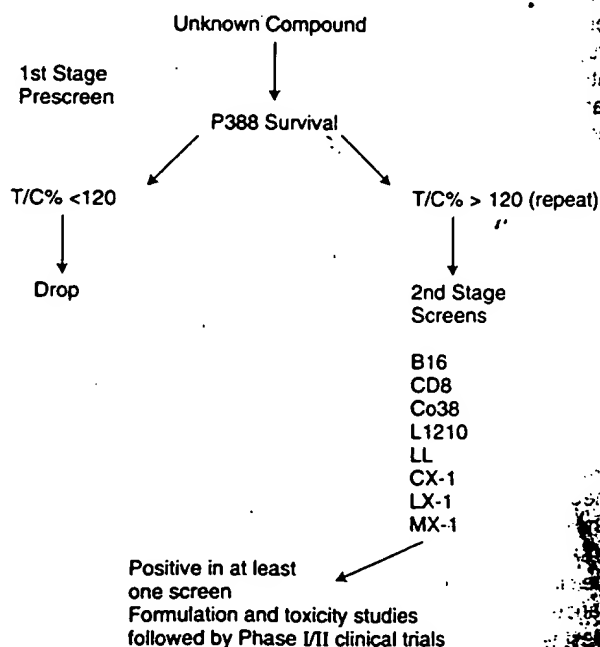 Unknown Compound
1st Stage
Prescreen
P388 Survival
T/C% <120
T/C% > 120 (repeat)
Drop
2nd Stage
Screens
B16
CD8
Co38
L1210
LL
CX-1
LX-1
MX-1
Positive in at least
one screen
Formulation and toxicity studies
followed by Phase I/II clinical trials